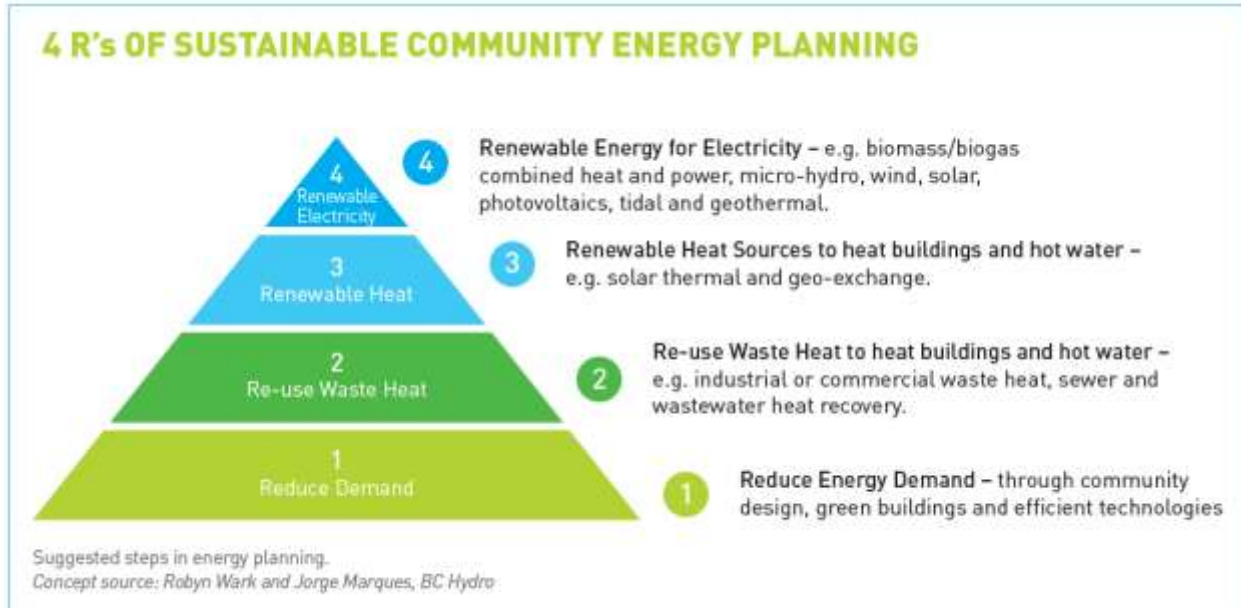 4 R's OF SUSTAINABLE COMMUNITY ENERGY PLANNING
4
Renewable
Electricity
4
Renewable Energy for Electricity – e.g. biomass/biogas
combined heat and power, micro-hydro, wind, solar,
photovoltaics, tidal and geothermal.
3
Renewable Heat
3
Renewable Heat Sources to heat buildings and hot water –
e.g. solar thermal and geo-exchange.
2
Re-use Waste Heat
2
Re-use Waste Heat to heat buildings and hot water –
e.g. industrial or commercial waste heat, sewer and
wastewater heat recovery.
1
Reduce Demand
1
Reduce Energy Demand – through community
design, green buildings and efficient technologies
Suggested steps in energy planning.
Concept source: Robyn Wark and Jorge Marques, BC Hydro